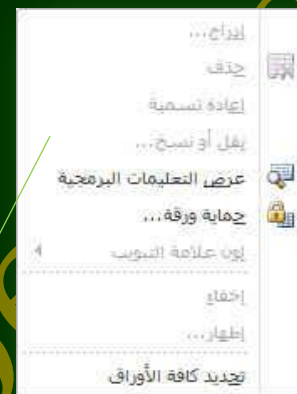 إدراج...
حذف
إعادة تسمية
نقل أو نسخ...
عرض التعليمات البرمجية
حماية ورقة...
لون علامة التبويب
إخفاء
إظهار...
تحديد كافة الأوراق